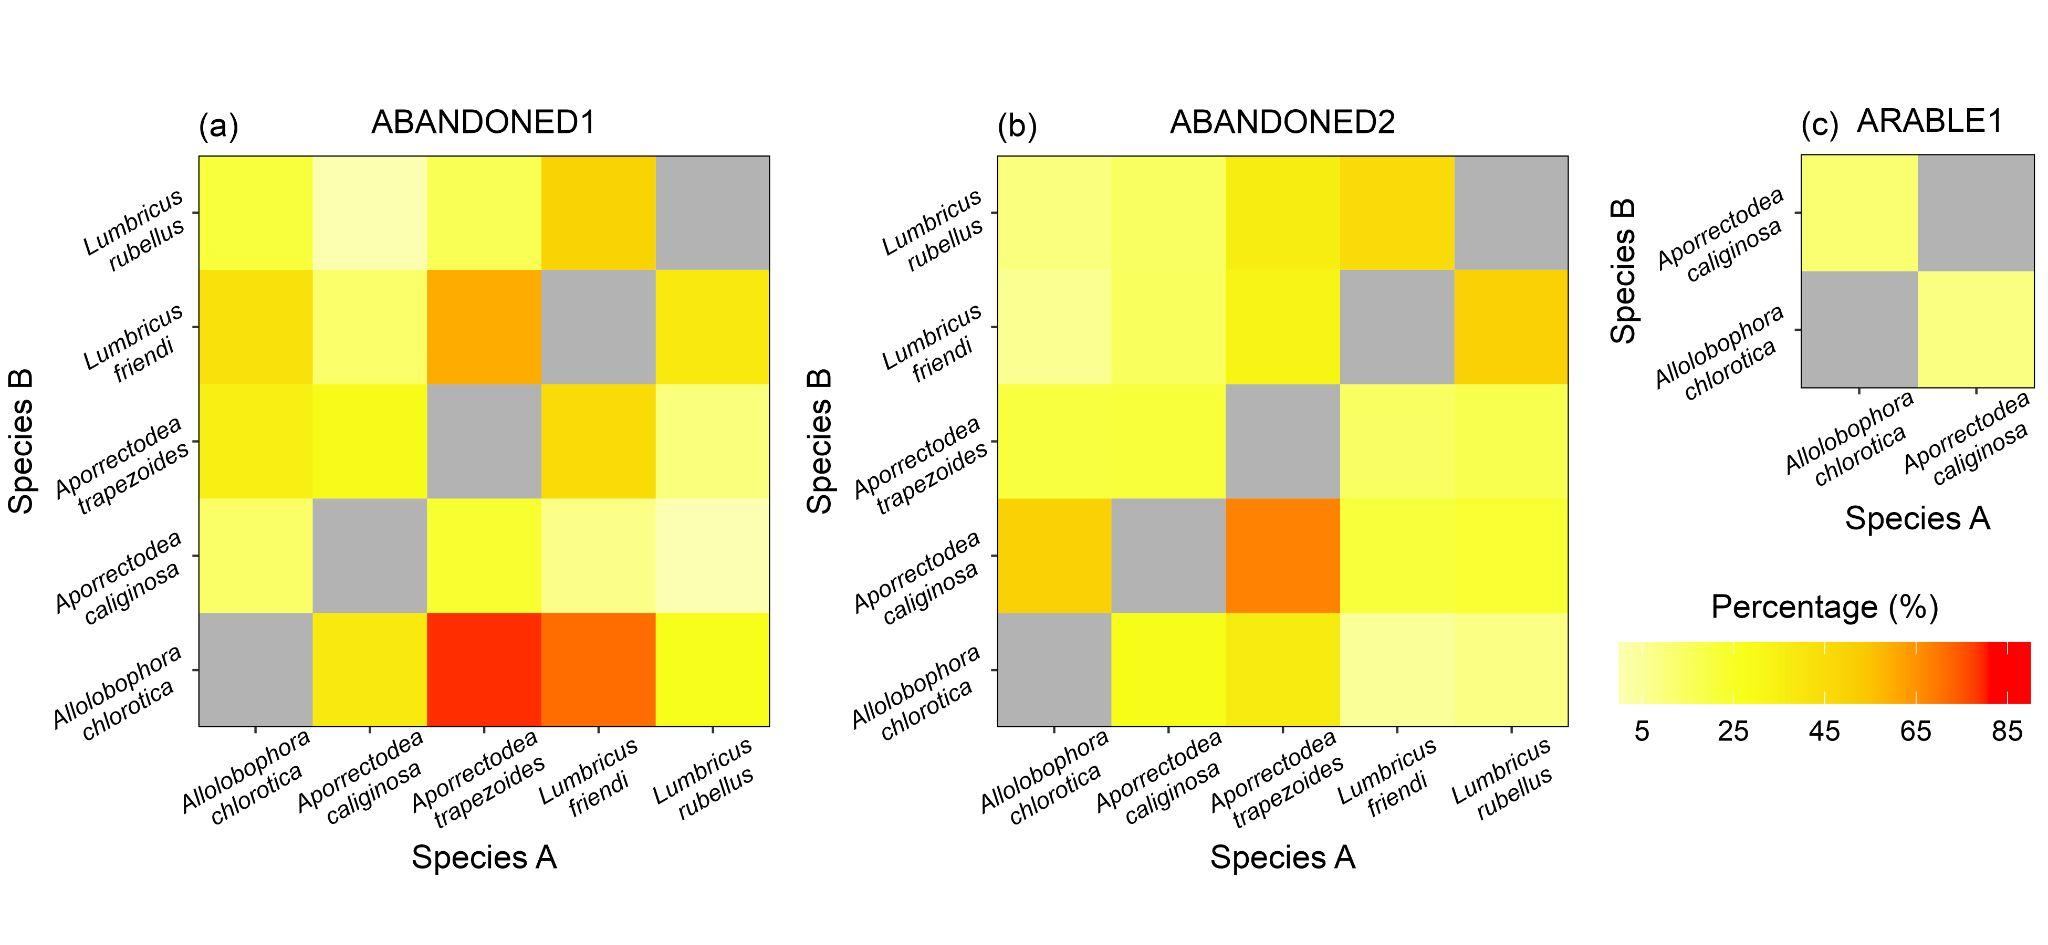 (a) ABANDONED1
Species B
Lumbricus
rubellus
Lumbricus
friendi
Aporrectodea
trapezoides
Aporrectodea
caliginosa
Allolobophora
chlorotica
Allolobophora
chlorotica
Aporrectodea
caliginosa
Aporrectodea
trapezoides
Lumbricus
friendi
Lumbricus
rubellus
Species A
(b) ABANDONED2
Species B
Lumbricus
rubellus
Lumbricus
friendi
Aporrectodea
trapezoides
Aporrectodea
caliginosa
Allolobophora
chlorotica
Allolobophora
chlorotica
Aporrectodea
caliginosa
Aporrectodea
trapezoides
Lumbricus
friendi
Lumbricus
rubellus
Species A
(c) ARABLE1
Species B
Aporrectodea
caliginosa
Allolobophora
chlorotica
Allolobophora
chlorotica
Aporrectodea
caliginosa
Species A
Percentage (%)
5 25 45 65 85